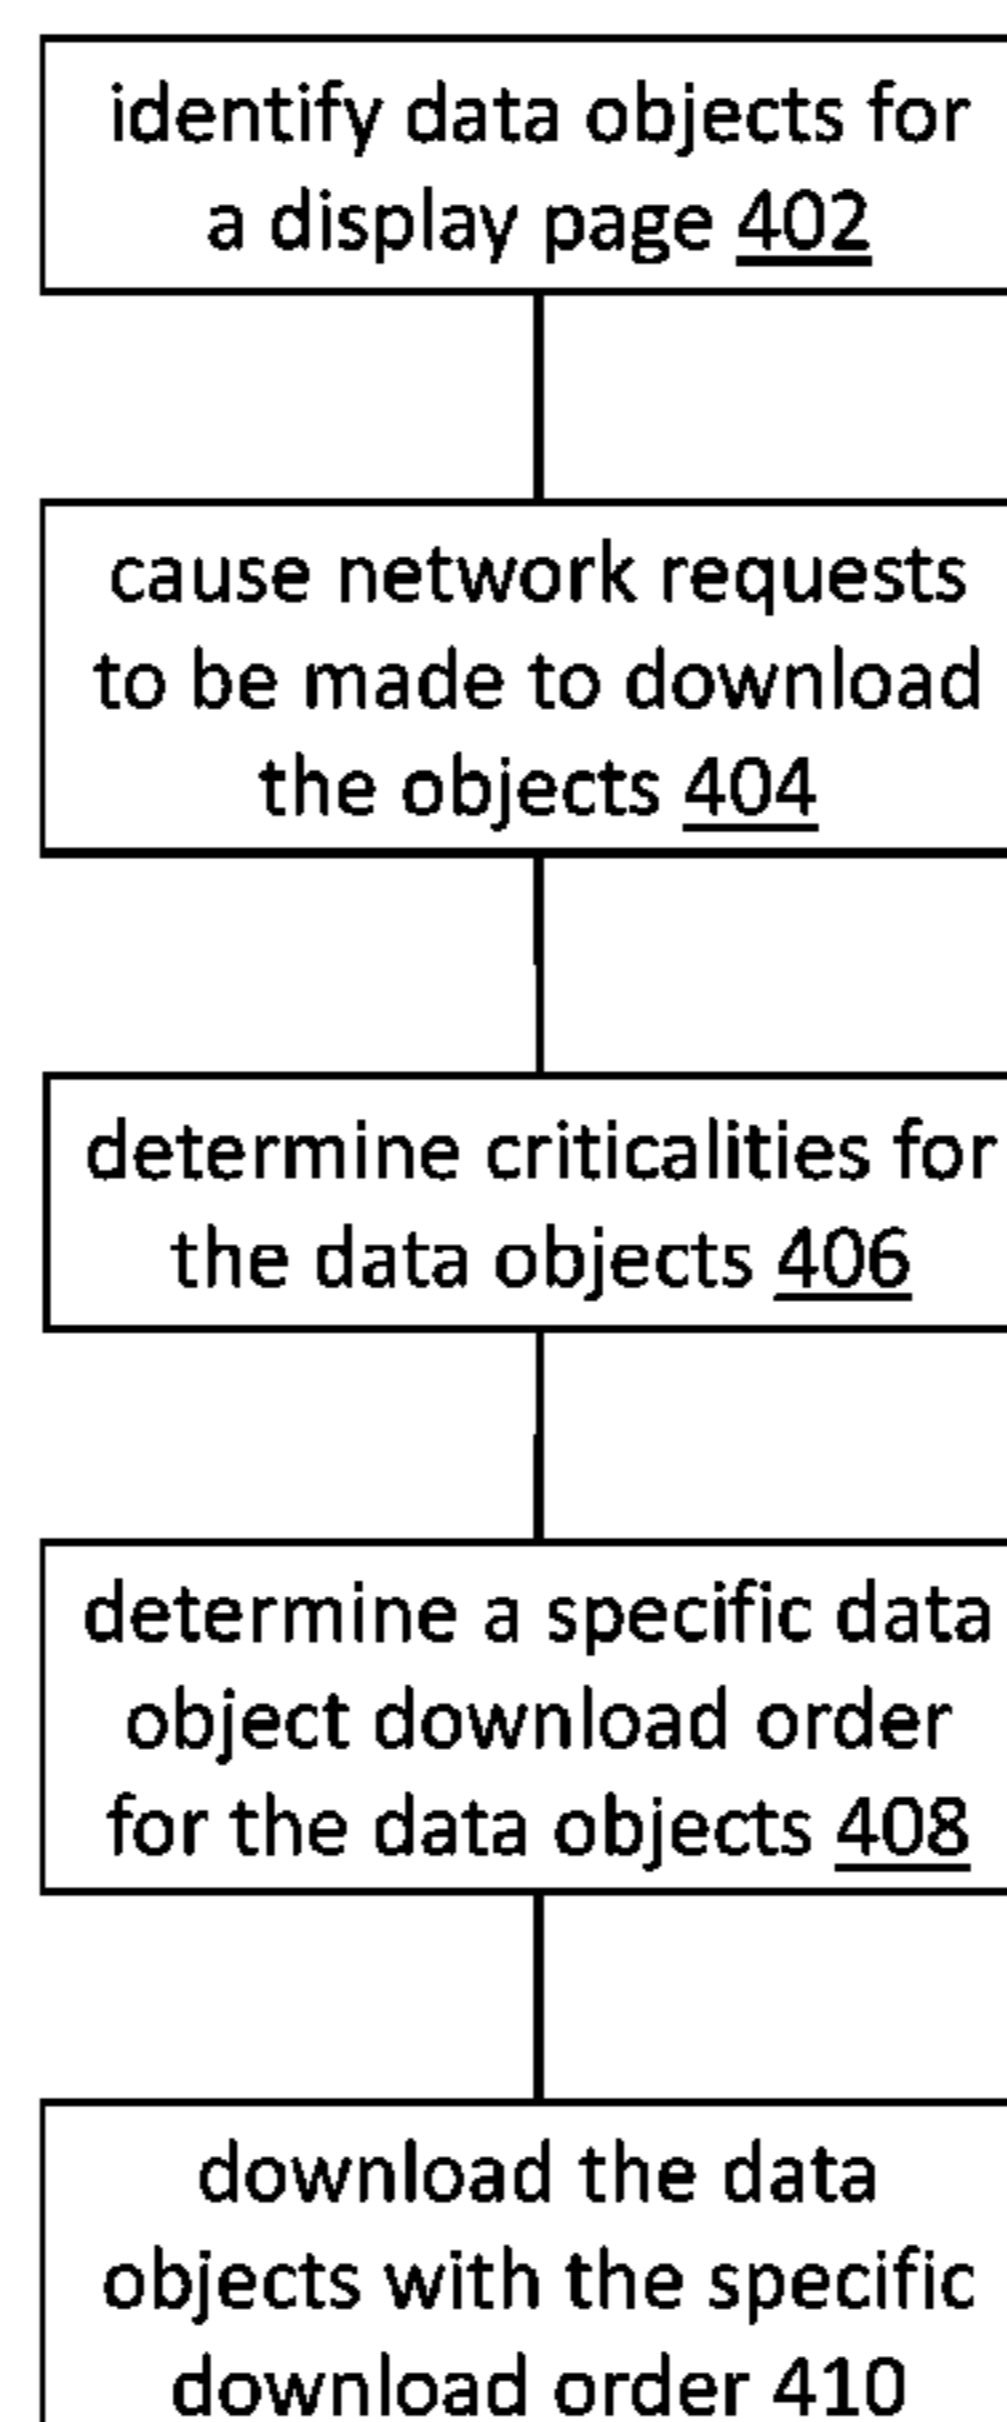 identify data objects for
a display page 402
cause network requests
to be made to download
the objects 404
determine criticalities for
the data objects 406
determine a specific data
object download order
for the data objects 408
download the data
objects with the specific
download order 410